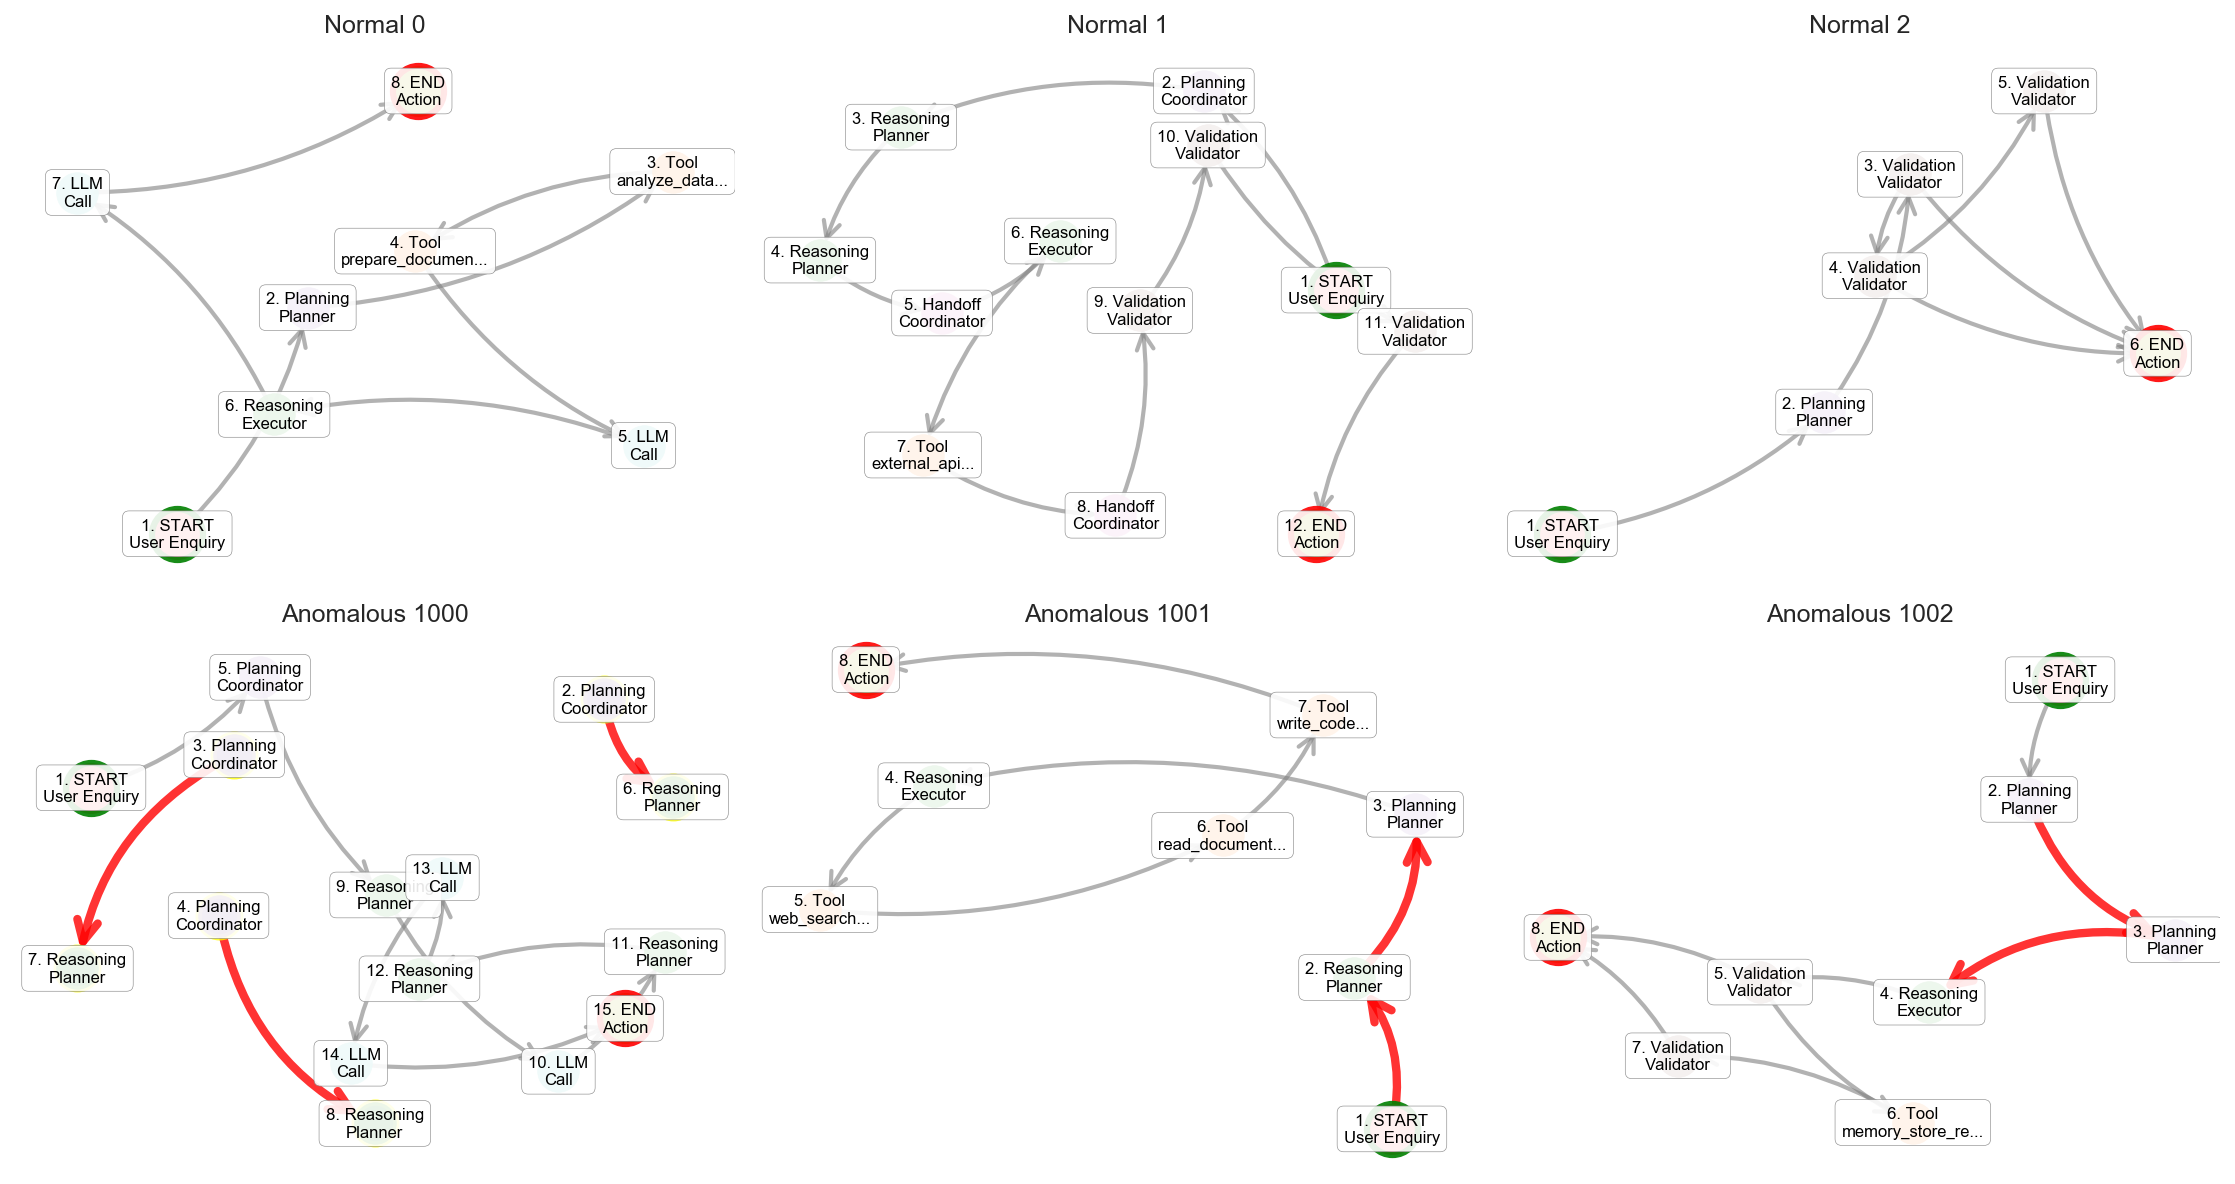 Normal 0
8. END
Action
3. Tool
analyze_data...
7. LLM
Call
4. Tool
prepare_documen...
2. Planning
Planner
6. Reasoning
Executor
5. LLM
Call
1. START
User Enquiry
Normal 1
2. Planning
Coordinator
3. Reasoning
Planner
10. Validation
Validator
6. Reasoning
Executor
4. Reasoning
Planner
1. START
User Enquiry
5. Handoff
Coordinator
9. Validation
Validator
11. Validation
Validator
7. Tool
external_api...
8. Handoff
Coordinator
12. END
Action
Normal 2
5. Validation
Validator
3. Validation
Validator
4. Validation
Validator
6. END
Action
2. Planning
Planner
1. START
User Enquiry
Anomalous 1000
5. Planning
Coordinator
2. Planning
Coordinator
3. Planning
Coordinator
1. START
User Enquiry
6. Reasoning
Planner
13. LLM
Call
9. Reasoning
Planner
4. Planning
Coordinator
11. Reasoning
Planner
7. Reasoning
Planner
12. Reasoning
Planner
15. END
Action
14. LLM
Call
10. LLM
Call
8. Reasoning
Planner
Anomalous 1001
8. END
Action
7. Tool
write_code...
4. Reasoning
Executor
3. Planning
Planner
6. Tool
read_document...
5. Tool
web_search...
2. Reasoning
Planner
1. START
User Enquiry
Anomalous 1002
1. START
User Enquiry
2. Planning
Planner
8. END
Action
3. Planning
Planner
5. Validation
Validator
4. Reasoning
Executor
7. Validation
Validator
6. Tool
memory_store_re...